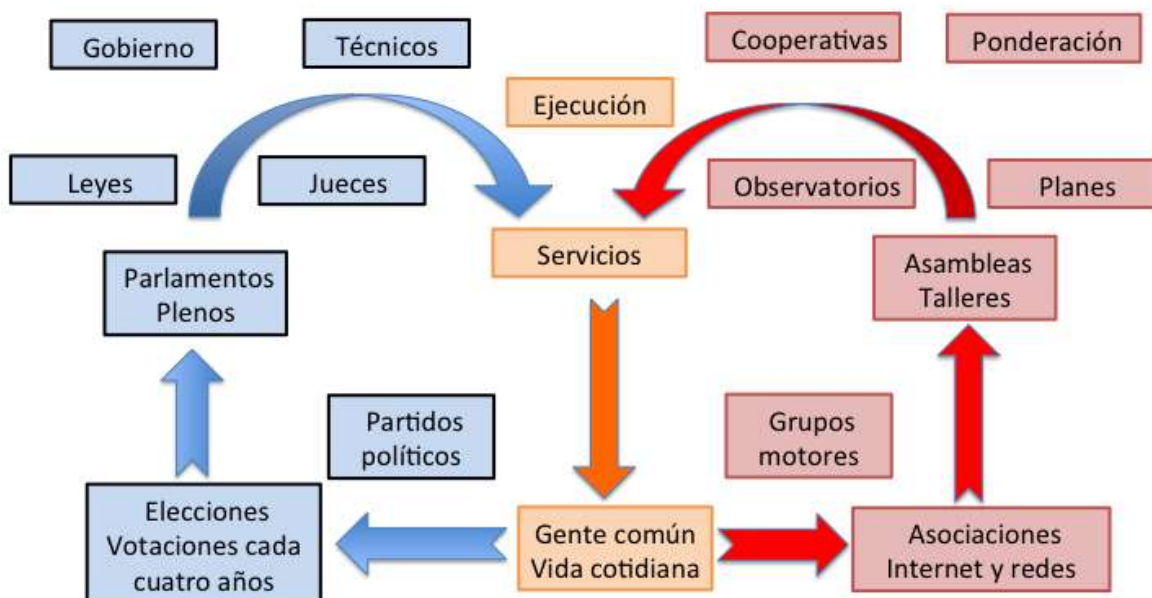 Gobierno
Técnicos
Cooperativas
Ponderación
Ejecución
Leyes
Jueces
Observatorios
Planes
Servicios
Parlamentos
Plenos
Asambleas
Talleres
Partidos
políticos
Grupos
motores
Elecciones
Votaciones cada
cuatro años
Gente común
Vida cotidiana
Asociaciones
Internet y redes